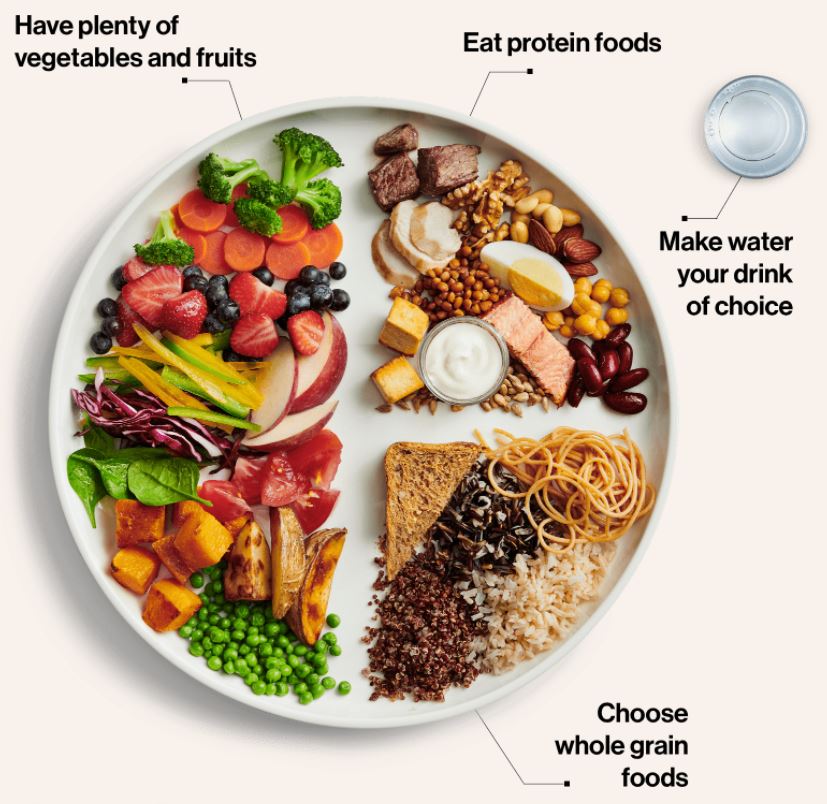 Have plenty of
vegetables and fruits
Eat protein foods
Make water
your drink
of choice
Choose
whole grain
foods